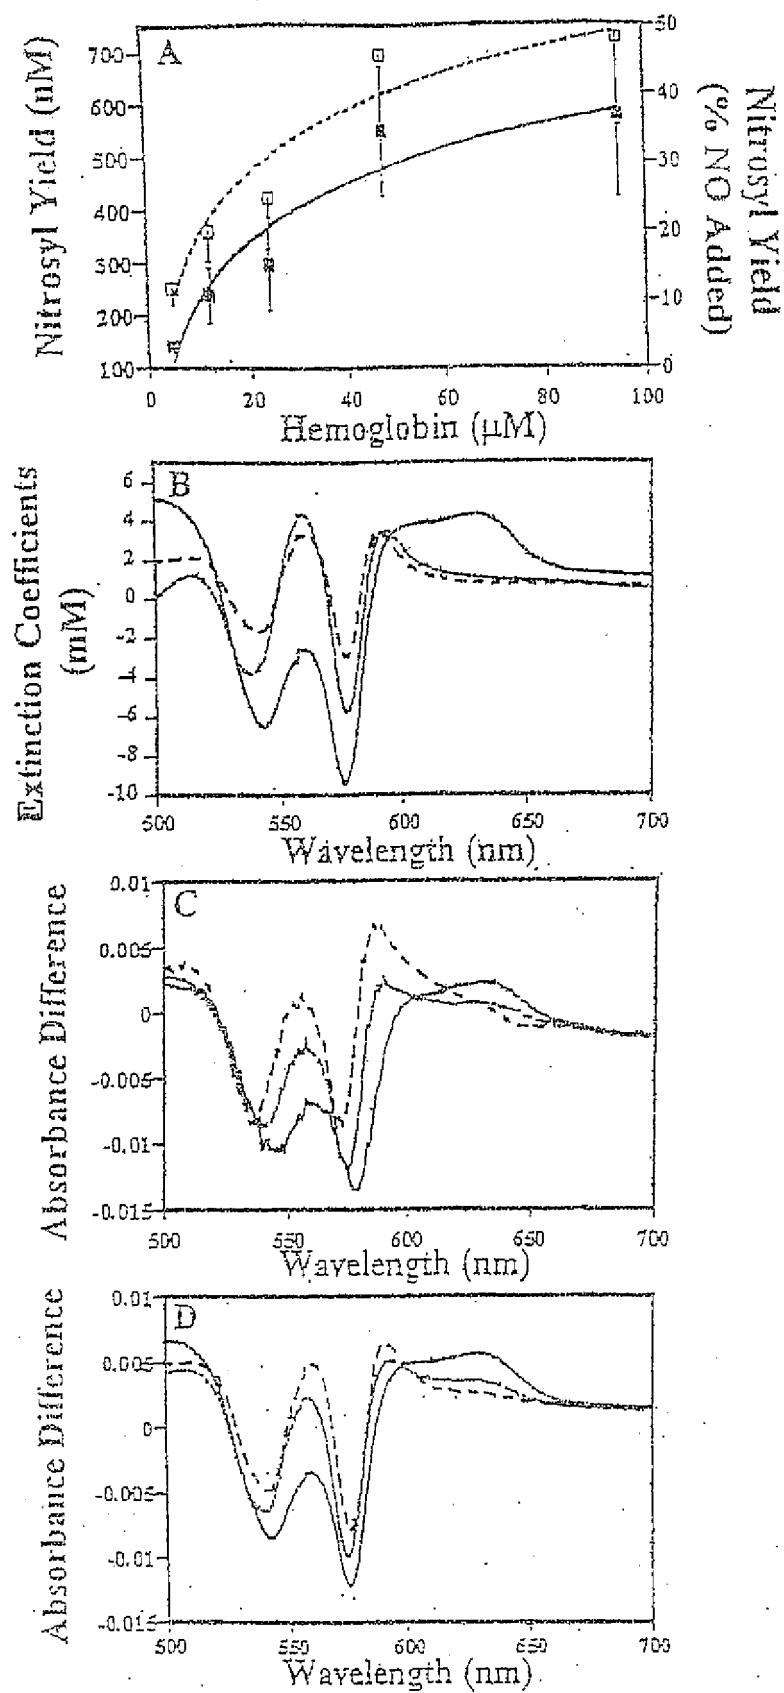 A
Nitrosyl Yield (nM)
700
600
500
400
300
200
100
50
40
30
20
10
0
Nitrosyl Yield
(% NO Added)
0 20 40 60 80 100
Hemoglobin (μM)
B
Extinction Coefficients
(mM)
6
4
2
0
-2
-4
-6
-8
-10
500 550 600 650 700
Wavelength (nm)
C
Absorbance Difference
0.01
0.005
0
-0.005
-0.01
-0.015
500 550 600 650 700
Wavelength (nm)
D
Absorbance Difference
0.01
0.005
0
-0.005
-0.01
-0.015
500 550 600 650 700
Wavelength (nm)